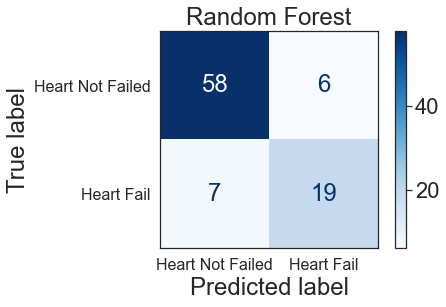 Random Forest
True label
Heart Not Failed
58
6
40
Heart Fail
7
19
20
Heart Not Failed
Heart Fail
Predicted label